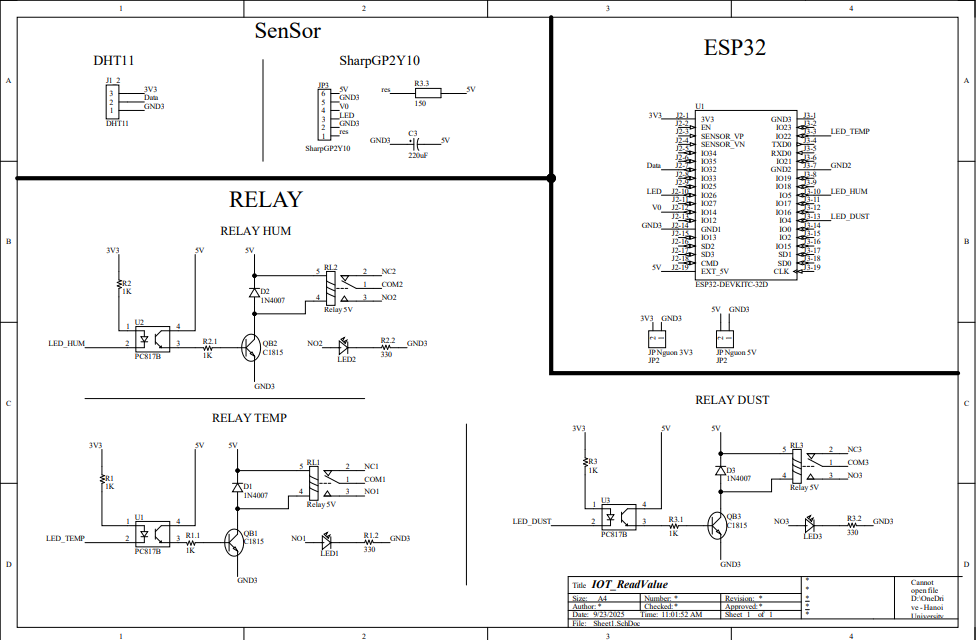 1 2 3 4
SenSor
ESP32
DHT11
SharpGP2Y10
A
A
J1_2
3 3V3
2 Data
1 GND3
DHT11
JP3
6 5V
5 GND3
4 V0
3 LED
2 GND3
1 res
SharpGP2Y10
res R3.3 5V
150
GND3 C3 5V
220uF
U1
3V3 J2-1 3V3 GND3 J3-1
J2-2 EN IO23 J3-2
J2-3 SENSOR_VP IO22 J3-3 LED_TEMP
J2-4 SENSOR_VN TXD0 J3-4
J2-5 IO34 RXD0 J3-5
J2-6 IO35 IO21 J3-6
Data J2-7 IO32 GND2 J3-7 GND2
J2-8 IO33 IO19 J3-8
J2-9 IO25 IO18 J3-9
LED J2-10 IO26 IO5 J3-10 LED_HUM
J2-11 IO27 IO17 J3-11
V0 J2-12 IO14 IO16 J3-12
J2-13 IO12 IO4 J3-13 LED_DUST
GND3 J2-14 GND1 IO0 J3-14
J2-15 IO13 IO2 J3-15
J2-16 SD2 IO15 J3-16
J2-17 SD3 SD1 J3-17
J2-18 CMD SD0 J3-18
5V J2-19 EXT_5V CLK J3-19
ESP32-DEVKITC-32D
3V3 GND3
2 1
JP Nguon 3V3
JP2
5V GND3
2 1
JP Nguon 5V
JP2
RELAY
B
B
RELAY HUM
3V3 5V 5V
R2
1K
D2
1N4007
RL2
5 2 NC2
1 COM2
4 3 NO2
Relay 5V
U2
1 4
LED_HUM 2 3
PC817B
R2.1
1K
QB2
C1815
GND3
NO2
LED2
R2.2
330
GND3
C
C
RELAY TEMP
3V3 5V 5V
R1
1K
D1
1N4007
RL1
5 2 NC1
1 COM1
4 3 NO1
Relay 5V
U1
1 4
LED_TEMP 2 3
PC817B
R1.1
1K
QB1
C1815
GND3
NO1
LED1
R1.2
330
GND3
RELAY DUST
3V3 5V 5V
R3
1K
D3
1N4007
RL3
5 2 NC3
1 COM3
4 3 NO3
Relay 5V
U3
1 4
LED_DUST 2 3
PC817B
R3.1
1K
QB3
C1815
GND3
NO3
LED3
R3.2
330
GND3
D
D
Title IOT_ReadValue
Size: A4 Number: * Revision: *
Author: * Checked: * Approved: *
Date: 9/23/2025 Time: 11:01:52 AM Sheet 1 of 1
File: Sheet1.SchDoc
*
*
*
*
*
Cannot
open file
D:\OneDri
ve - Hanoi
University
1 2 3 4